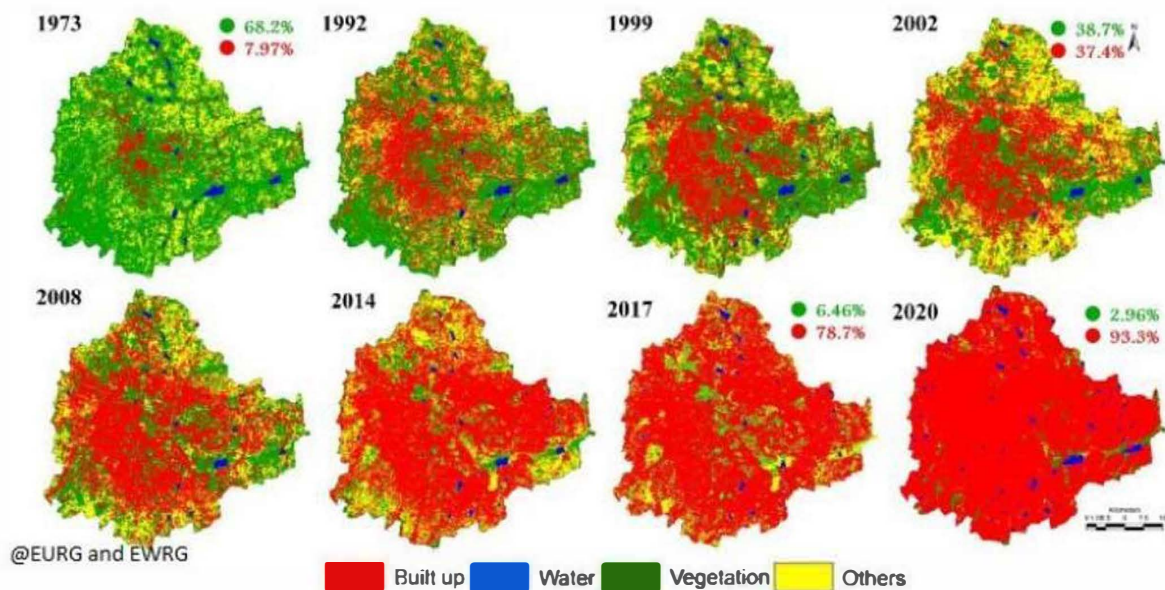 1973
68.2%
7.97%
1992
1999
2002
38.7%
37.4%
N
2008
2014
2017
6.46%
78.7%
2020
2.96%
93.3%
@EURG and EWRG
Built up
Water
Vegetation
Others